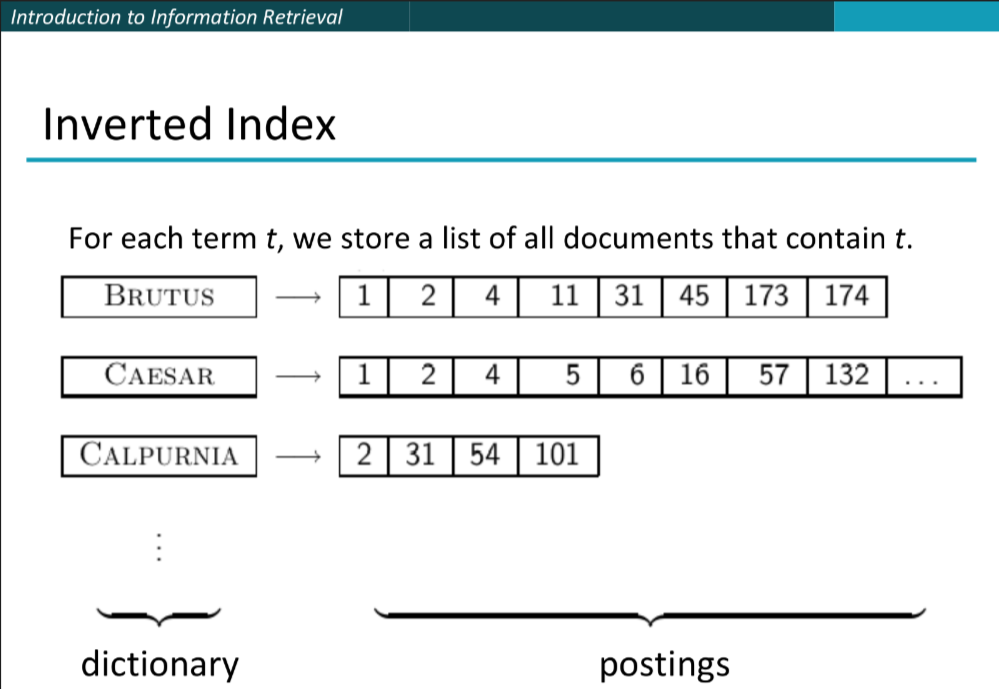 Introduction to Information Retrieval
Inverted Index
For each term t, we store a list of all documents that contain t.
BRUTUS → 1 2 4 11 31 45 173 174
CAESAR → 1 2 4 5 6 16 57 132 ...
CALPURNIA → 2 31 54 101
⋮
dictionary postings